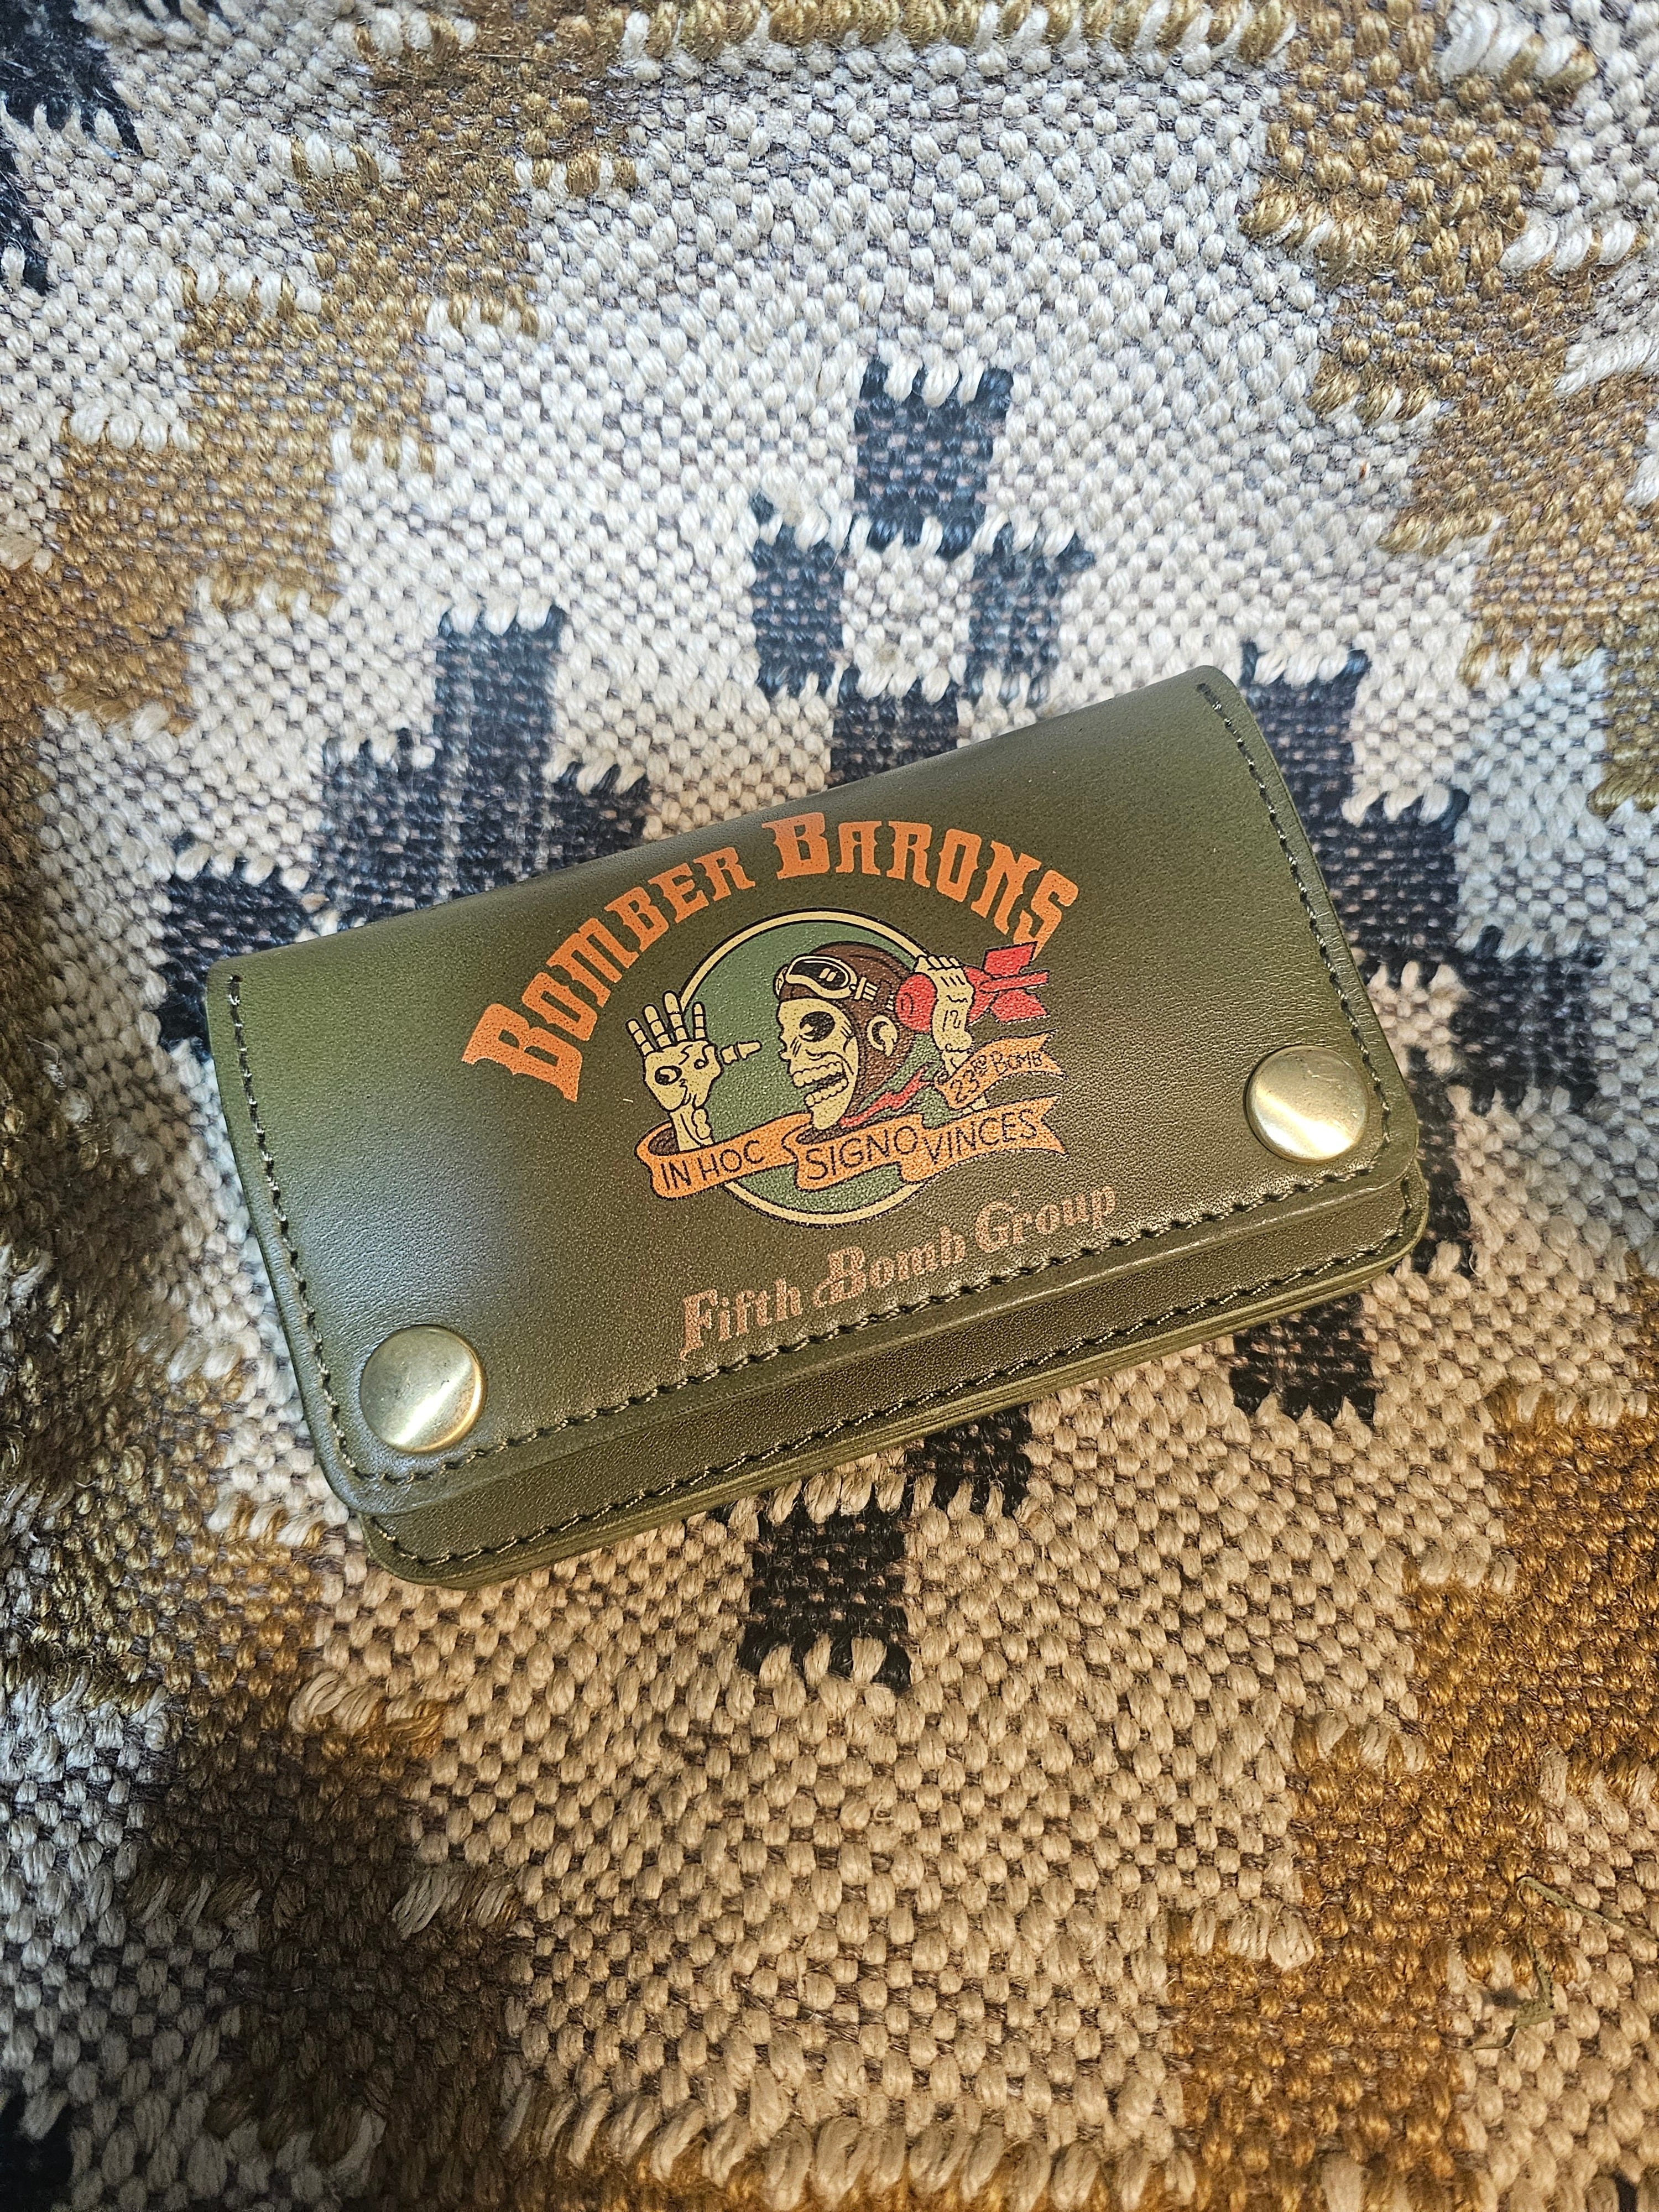 BOMBER BARONS
23RD BOMB
IN HOC SIGNO VINCES
Fifth Bomb Group